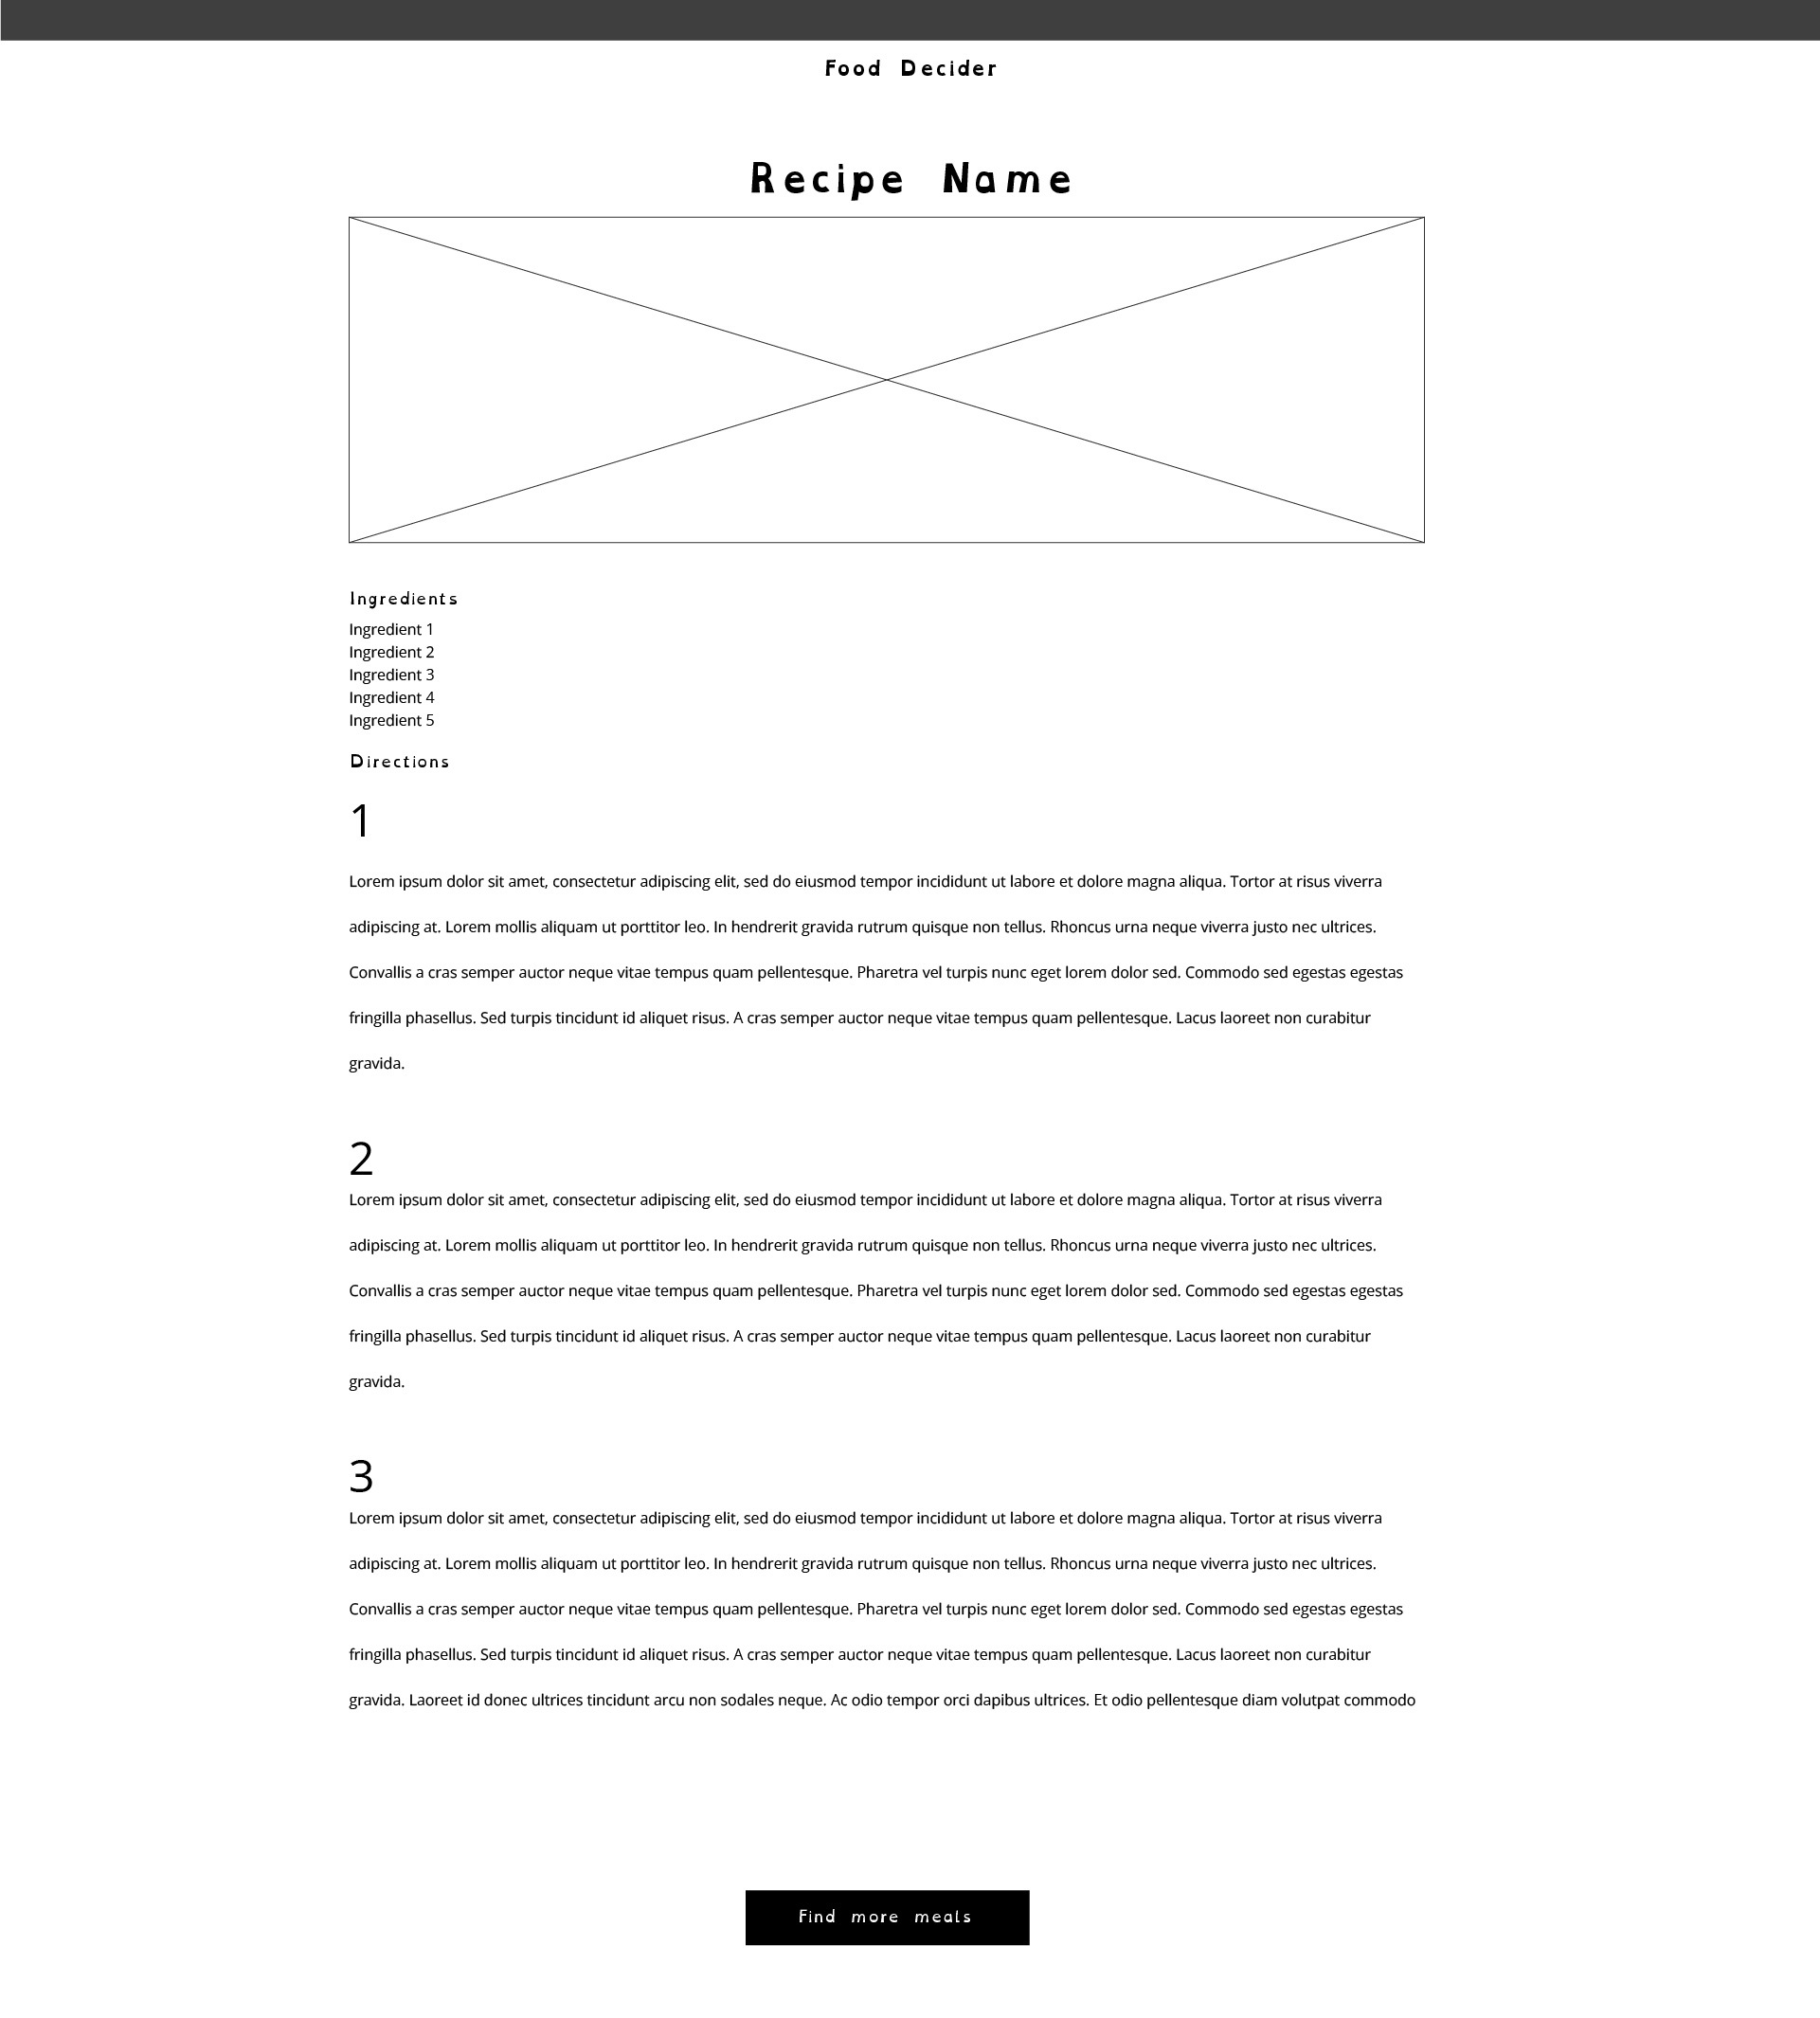 Food Decider
Recipe Name
Ingredients
Ingredient 1
Ingredient 2
Ingredient 3
Ingredient 4
Ingredient 5
Directions
1
Lorem ipsum dolor sit amet, consectetur adipiscing elit, sed do eiusmod tempor incididunt ut labore et dolore magna aliqua. Tortor at risus viverra
adipiscing at. Lorem mollis aliquam ut porttitor leo. In hendrerit gravida rutrum quisque non tellus. Rhoncus urna neque viverra justo nec ultrices.
Convallis a cras semper auctor neque vitae tempus quam pellentesque. Pharetra vel turpis nunc eget lorem dolor sed. Commodo sed egestas egestas
fringilla phasellus. Sed turpis tincidunt id aliquet risus. A cras semper auctor neque vitae tempus quam pellentesque. Lacus laoreet non curabitur
gravida.
2
Lorem ipsum dolor sit amet, consectetur adipiscing elit, sed do eiusmod tempor incididunt ut labore et dolore magna aliqua. Tortor at risus viverra
adipiscing at. Lorem mollis aliquam ut porttitor leo. In hendrerit gravida rutrum quisque non tellus. Rhoncus urna neque viverra justo nec ultrices.
Convallis a cras semper auctor neque vitae tempus quam pellentesque. Pharetra vel turpis nunc eget lorem dolor sed. Commodo sed egestas egestas
fringilla phasellus. Sed turpis tincidunt id aliquet risus. A cras semper auctor neque vitae tempus quam pellentesque. Lacus laoreet non curabitur
gravida.
3
Lorem ipsum dolor sit amet, consectetur adipiscing elit, sed do eiusmod tempor incididunt ut labore et dolore magna aliqua. Tortor at risus viverra
adipiscing at. Lorem mollis aliquam ut porttitor leo. In hendrerit gravida rutrum quisque non tellus. Rhoncus urna neque viverra justo nec ultrices.
Convallis a cras semper auctor neque vitae tempus quam pellentesque. Pharetra vel turpis nunc eget lorem dolor sed. Commodo sed egestas egestas
fringilla phasellus. Sed turpis tincidunt id aliquet risus. A cras semper auctor neque vitae tempus quam pellentesque. Lacus laoreet non curabitur
gravida. Laoreet id donec ultrices tincidunt arcu non sodales neque. Ac odio tempor orci dapibus ultrices. Et odio pellentesque diam volutpat commodo
Find more meals